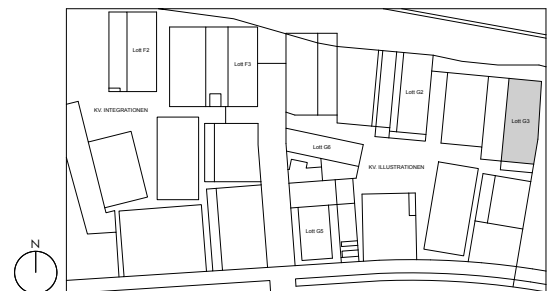 Lott F2
Lott F3
Lott G2
KV. INTEGRATIONEN
Lott G3
Lott G6
KV. ILLUSTRATIONEN
Lott G5
N